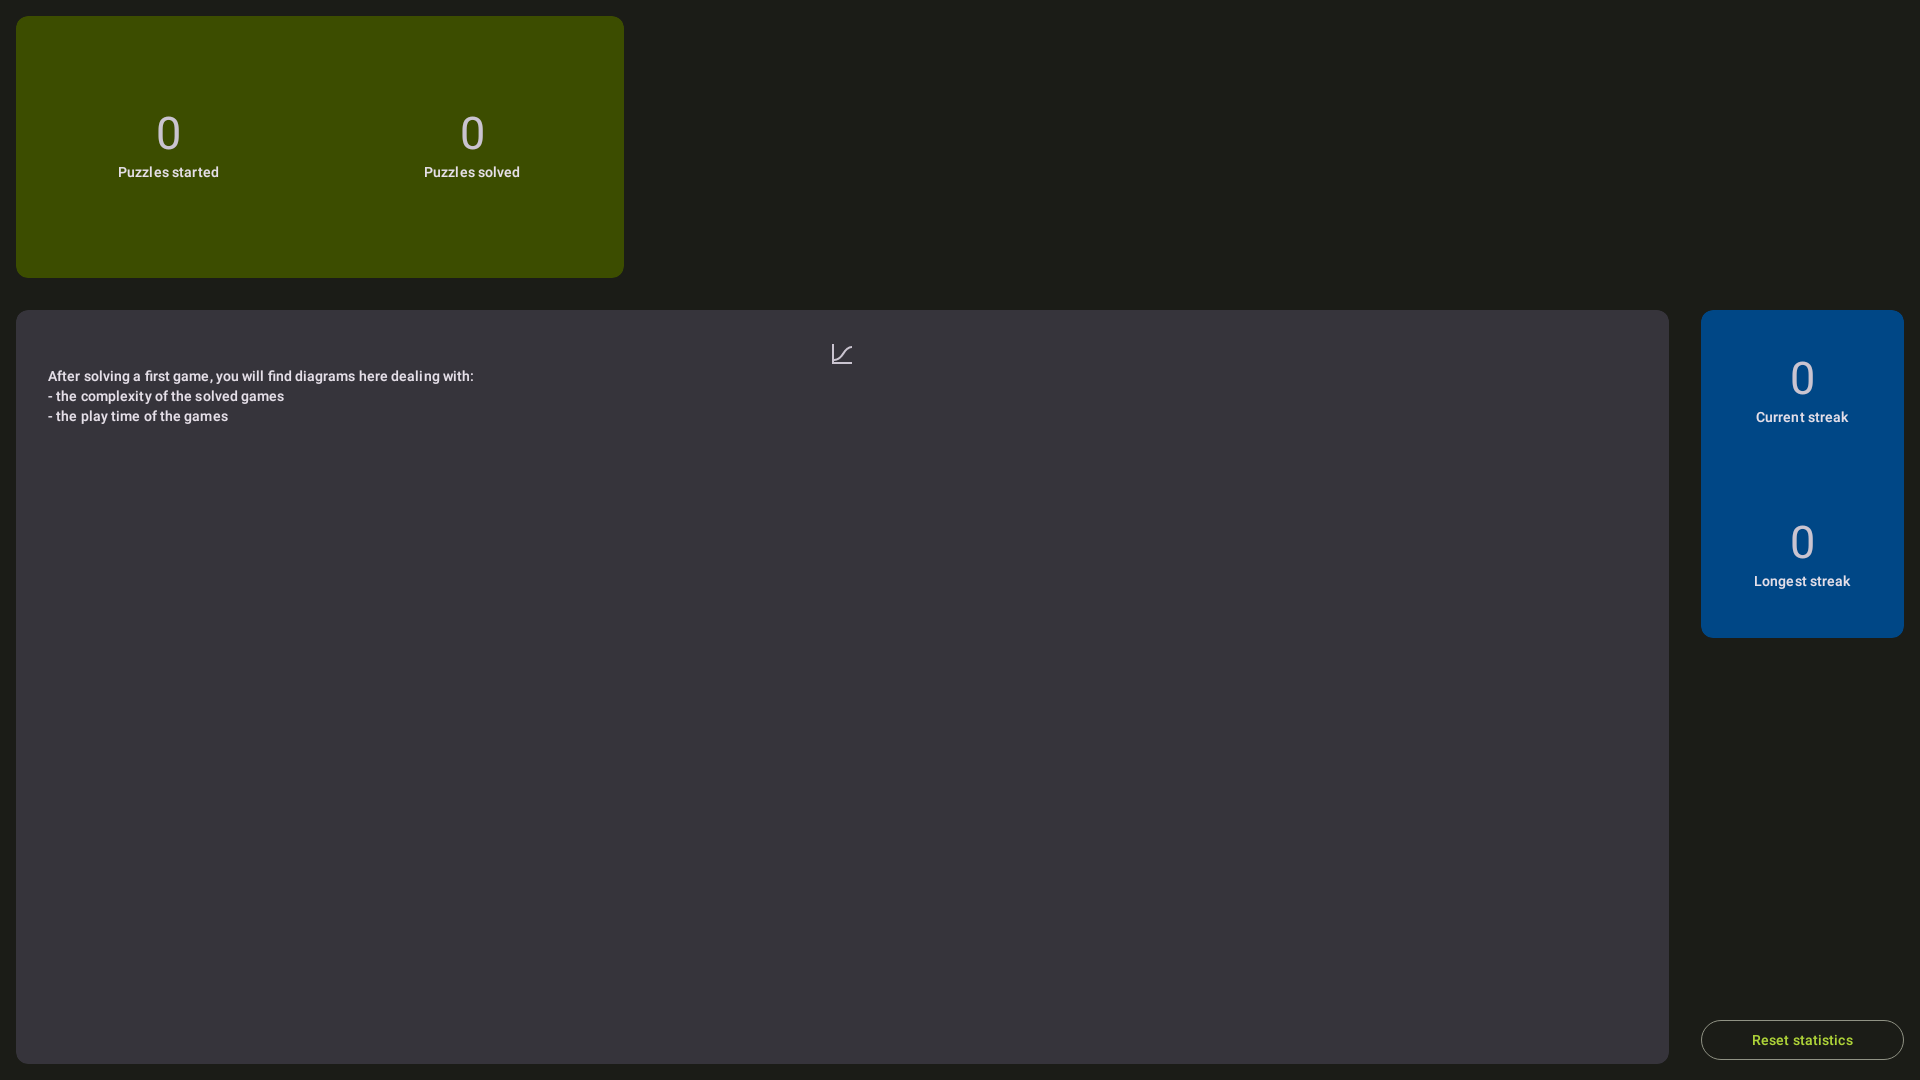 0
Puzzles started
0
Puzzles solved
After solving a first game, you will find diagrams here dealing with:
- the complexity of the solved games
- the play time of the games
0
Current streak
0
Longest streak
Reset statistics